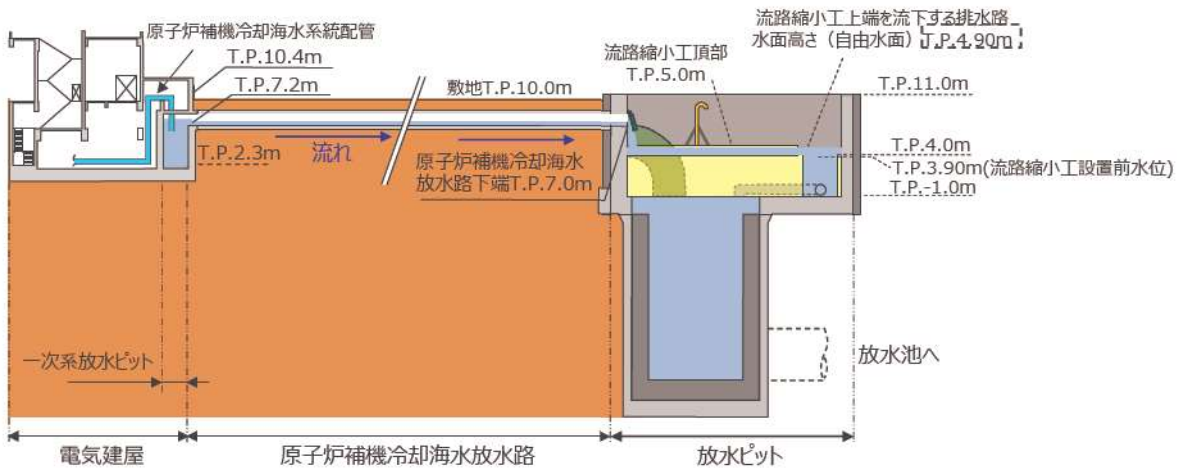 原子炉補機冷却海水系統配管
T.P.10.4m
T.P.7.2m
敷地T.P.10.0m
流路縮小工頂部
T.P.5.0m
流路縮小工上端を流下する排水路
水面高さ（自由水面）T.P.4.90m
T.P.11.0m
T.P.4.0m
T.P.3.90m(流路縮小工設置前水位)
T.P.-1.0m
T.P.2.3m
流れ
原子炉補機冷却海水
放水路下端T.P.7.0m
一次系放水ピット
放水池へ
電気建屋
原子炉補機冷却海水放水路
放水ピット